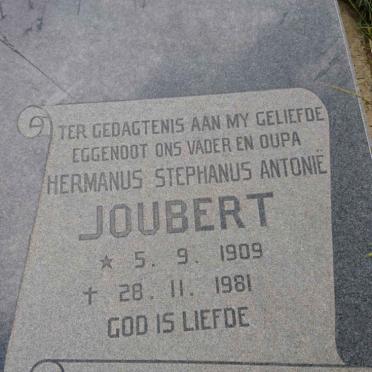 TER GEDAGTENIS AAN MY GELIEFDE
EGGENOOT ONS VADER EN OUPA
HERMANUS STEPHANUS ANTONIË
JOUBERT
☆ 5. 9. 1909
✝ 28. 11. 1981
GOD IS LIEFDE